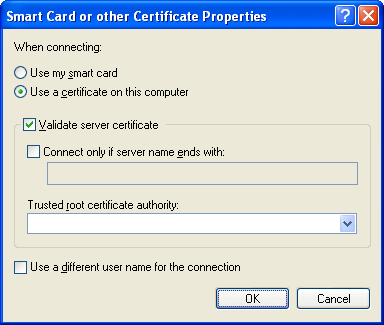 Smart Card or other Certificate Properties
When connecting:
Use my smart card
Use a certificate on this computer
Validate server certificate
Connect only if server name ends with:
Trusted root certificate authority:
Use a different user name for the connection
OK Cancel